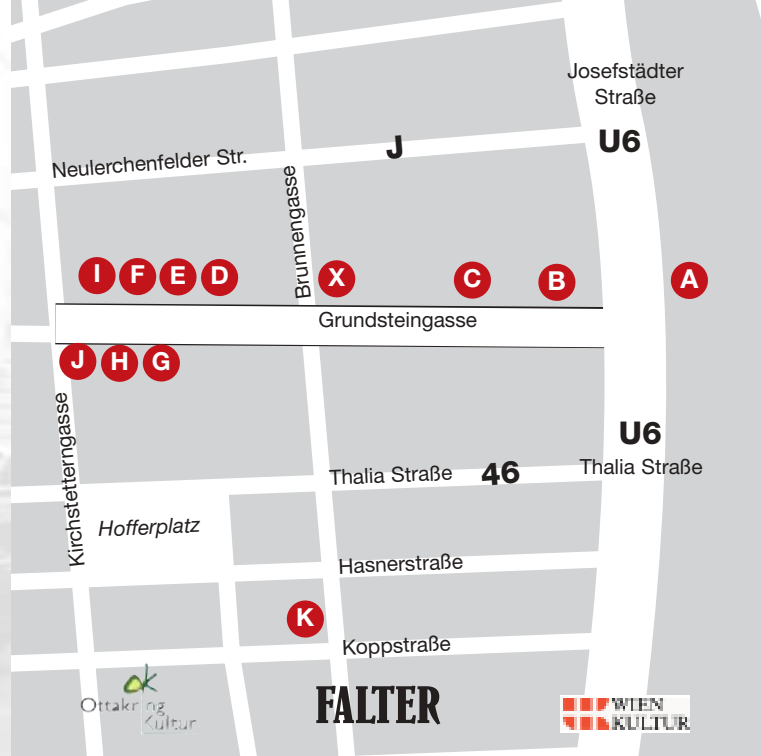 Josefstädter
Straße
U6
J
Neulerchenfelder Str.
Brunnengasse
I F E D X C B A
Grundsteingasse
J H G
Kirchstetterngasse
U6
Thalia Straße
Thalia Straße 46
Hofferplatz
Hasnerstraße
K
Koppstraße
ok
Ottakring
Kultur
FALTER
WIEN
KULTUR